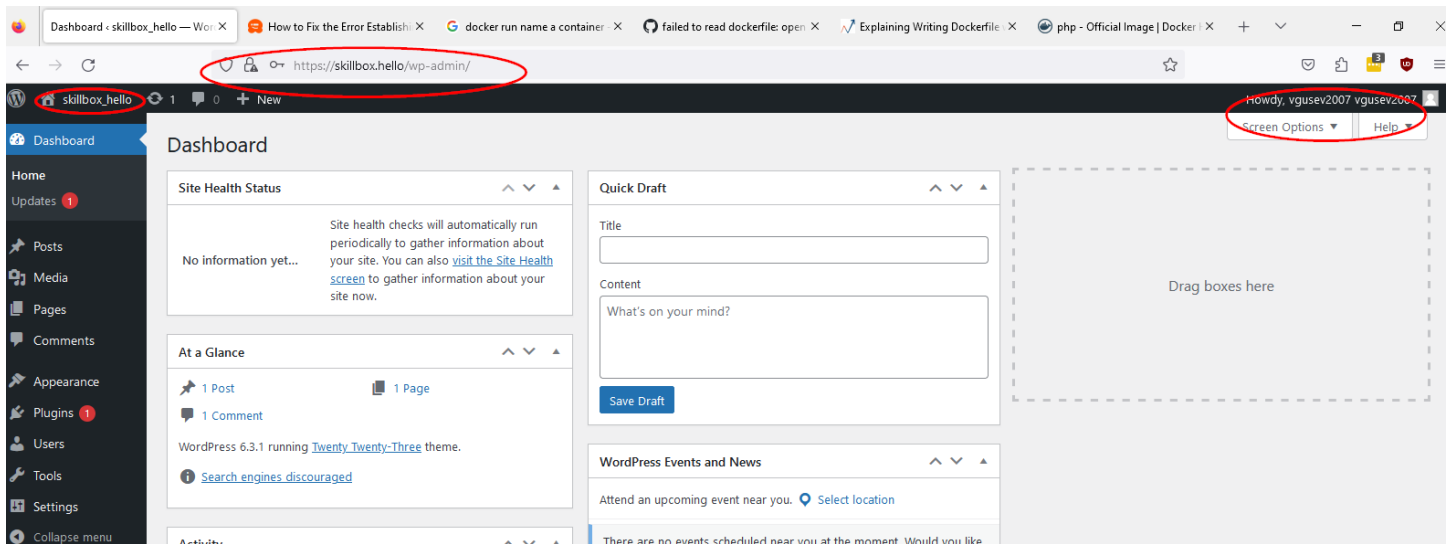 Dashboard ‹ skillbox_hello — Wor
How to Fix the Error Establishi
docker run name a container -
failed to read dockerfile: open
Explaining Writing Dockerfile
php - Official Image | Docker
https://skillbox.hello/wp-admin/
3
skillbox_hello
1
0
New
Howdy, vgusev2007 vgusev2007
Screen Options
Help
Dashboard
Home
Updates 1
Posts
Media
Pages
Comments
Appearance
Plugins 1
Users
Tools
Settings
Collapse menu
Dashboard
Site Health Status
No information yet...
Site health checks will automatically run
periodically to gather information about
your site. You can also visit the Site Health
screen to gather information about your
site now.
At a Glance
1 Post
1 Page
1 Comment
WordPress 6.3.1 running Twenty Twenty-Three theme.
Search engines discouraged
Activity
Quick Draft
Title
Content
What's on your mind?
Save Draft
WordPress Events and News
Attend an upcoming event near you.
Select location
There are no events scheduled near you at the moment. Would you like
Drag boxes here